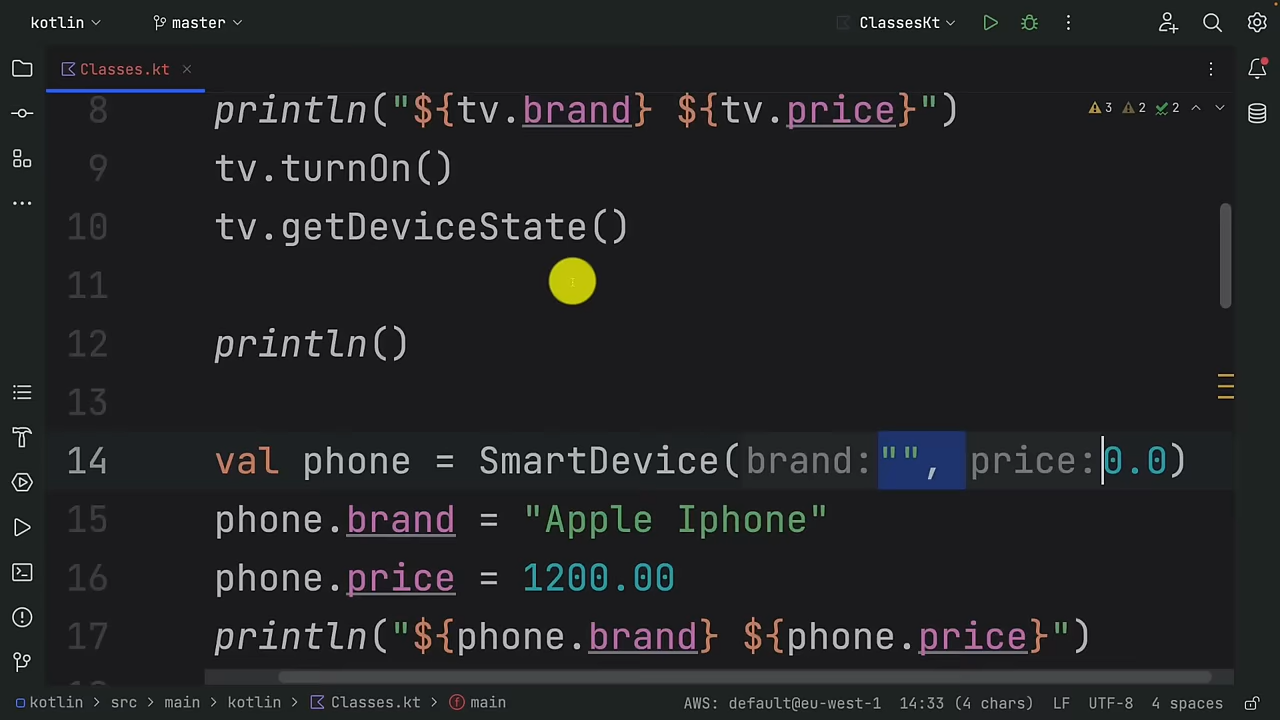 kotlin master ClassesKt
Classes.kt
8 println("${tv.brand} ${tv.price}") 3 2 2
9 tv.turnOn()
10 tv.getDeviceState()
11
12 println()
13
14 val phone = SmartDevice(brand:"", price:0.0)
15 phone.brand = "Apple Iphone"
16 phone.price = 1200.00
17 println("${phone.brand} ${phone.price}")
kotlin > src > main > kotlin > Classes.kt > main AWS: default@eu-west-1 14:33 (4 chars) LF UTF-8 4 spaces